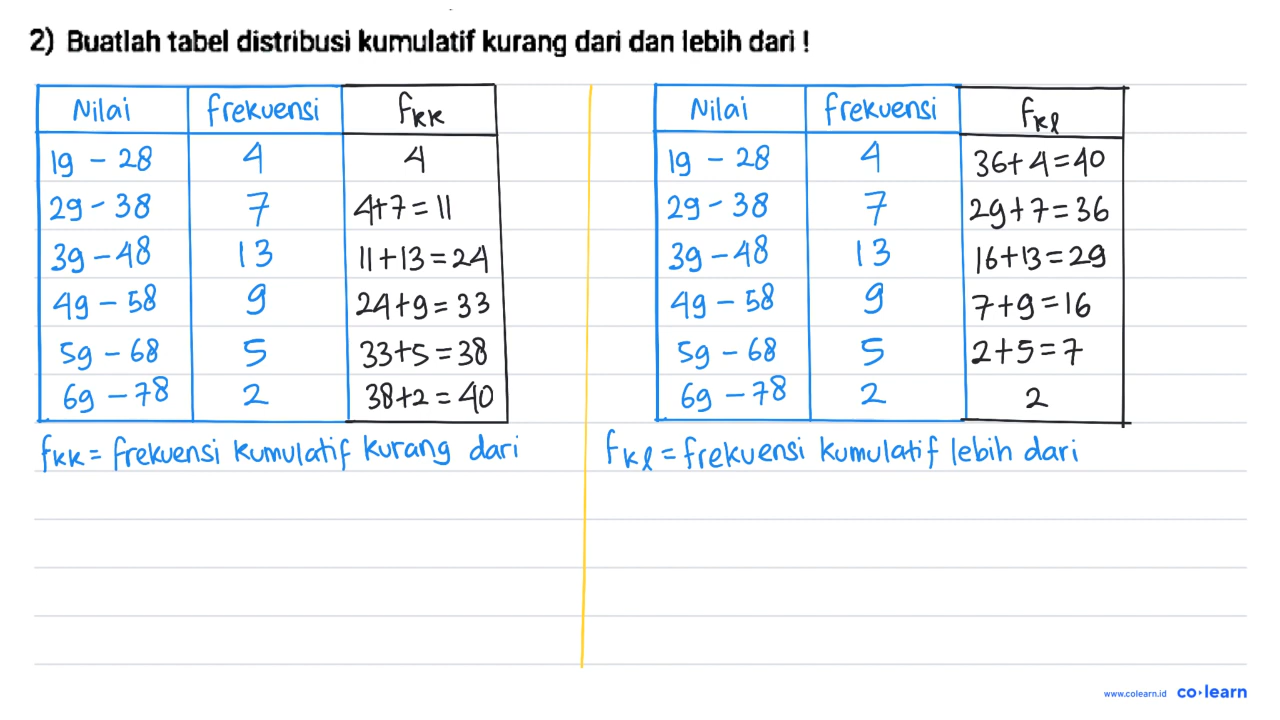 2) Buatlah tabel distribusi kumulatif kurang dari dan lebih dari !
Nilai frekuensi fkk
19 - 28 4 4
29 - 38 7 4+7=11
39 - 48 13 11+13=24
49 - 58 9 24+9=33
59 - 68 5 33+5=38
69 - 78 2 38+2=40
fkk = frekuensi kumulatif kurang dari
Nilai frekuensi fkl
19 - 28 4 36+4=40
29 - 38 7 29+7=36
39 - 48 13 16+13=29
49 - 58 9 7+9=16
59 - 68 5 2+5=7
69 - 78 2 2
fkl = frekuensi kumulatif lebih dari
www.colearn.id co·learn